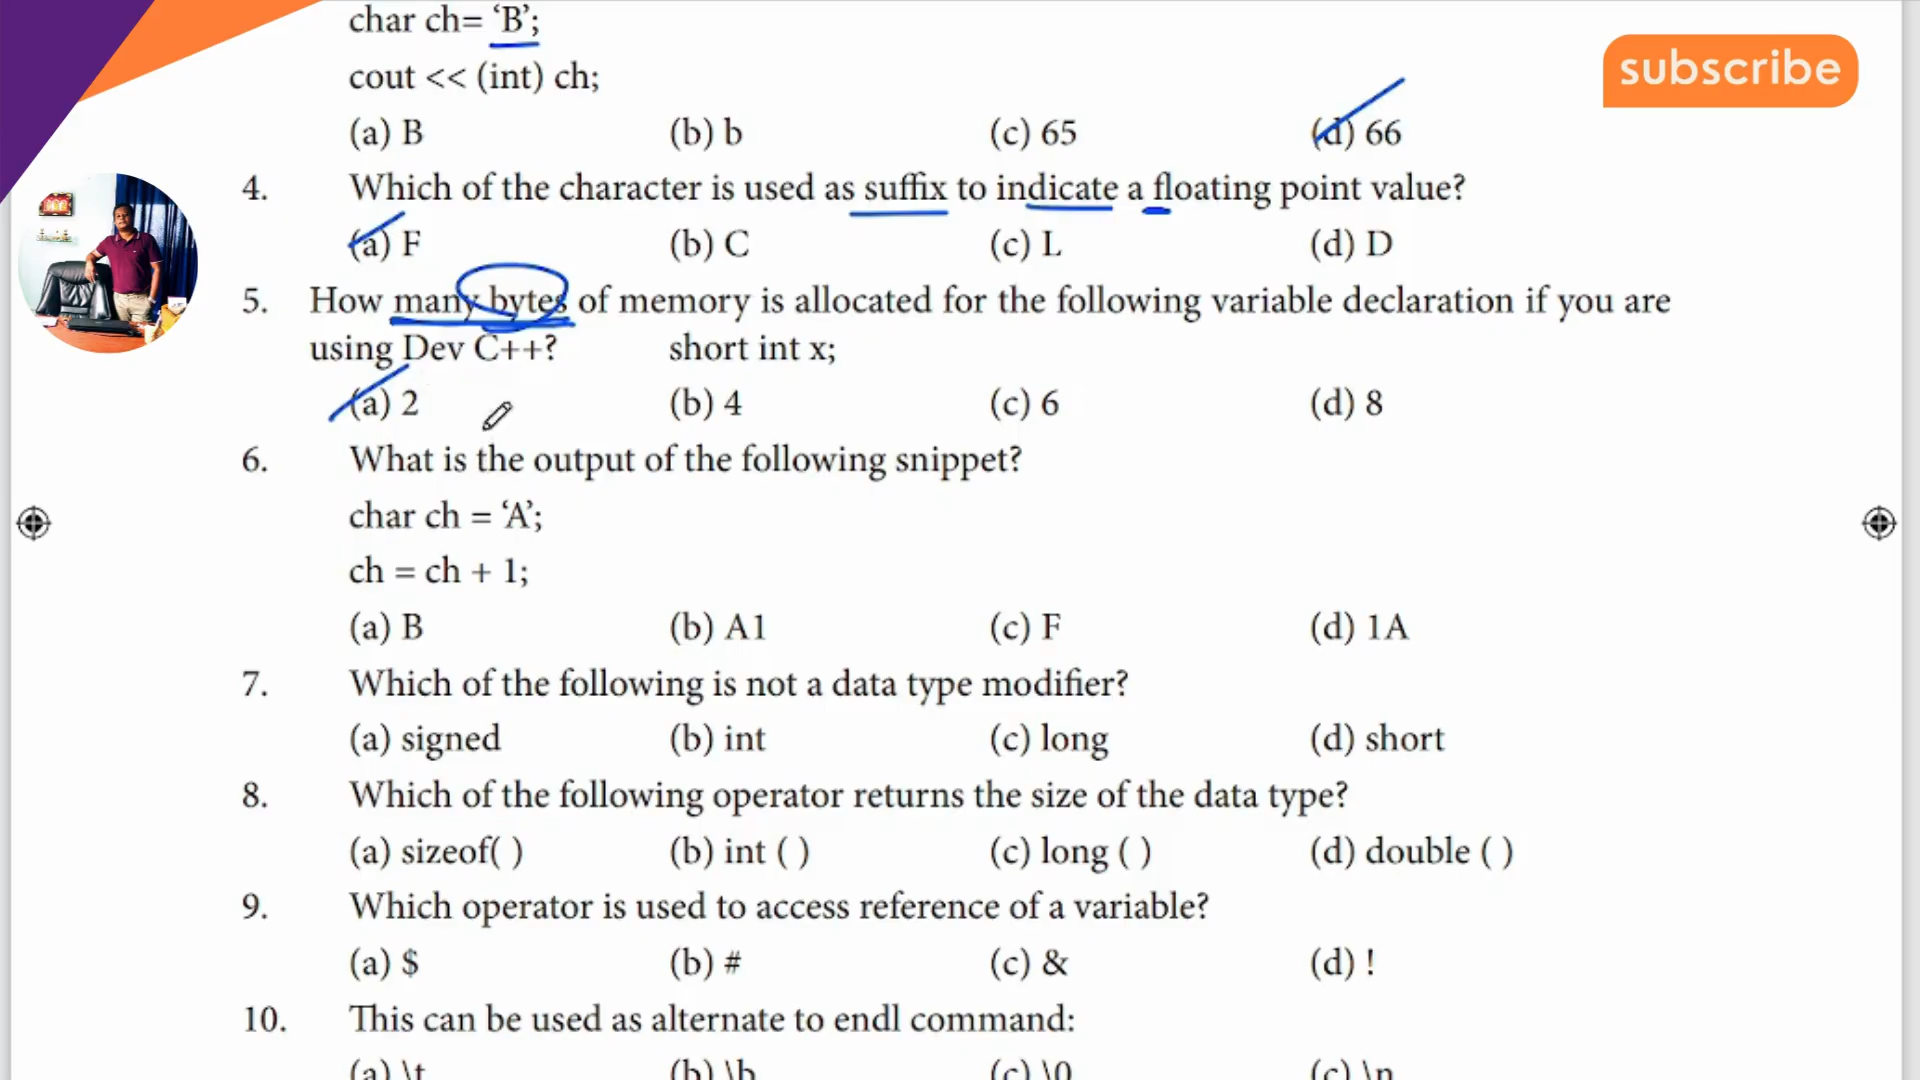 char ch= ‘B’;
subscribe
cout << (int) ch;
(a) B (b) b (c) 65 (d) 66
4. Which of the character is used as suffix to indicate a floating point value?
(a) F (b) C (c) L (d) D
5. How many bytes of memory is allocated for the following variable declaration if you are
using Dev C++? short int x;
(a) 2 (b) 4 (c) 6 (d) 8
6. What is the output of the following snippet?
char ch = ‘A’;
ch = ch + 1;
(a) B (b) A1 (c) F (d) 1A
7. Which of the following is not a data type modifier?
(a) signed (b) int (c) long (d) short
8. Which of the following operator returns the size of the data type?
(a) sizeof( ) (b) int ( ) (c) long ( ) (d) double ( )
9. Which operator is used to access reference of a variable?
(a) $ (b) # (c) & (d) !
10. This can be used as alternate to endl command:
(a) \t (b) \b (c) \0 (c) \n